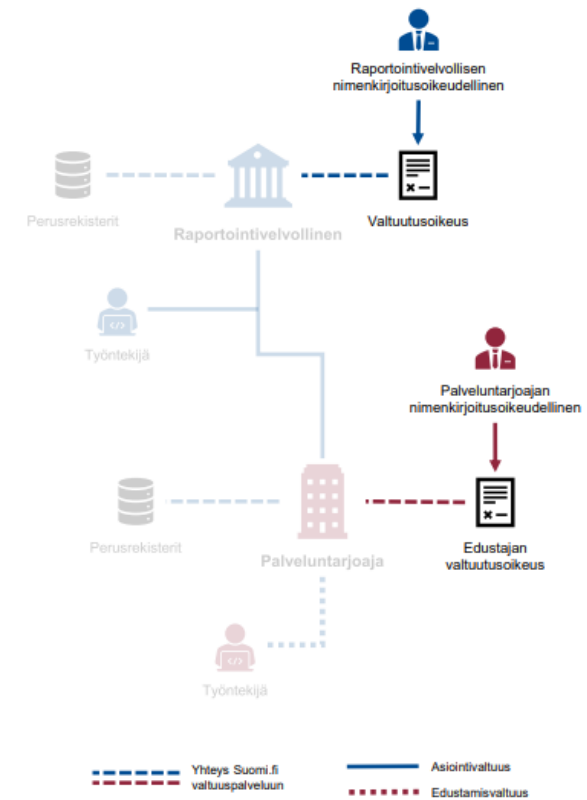 Raportointivelvollisen
nimenkirjoitusoikeudellinen
Perusrekisterit
Raportointivelvollinen
Valtuutusoikeus
Työntekijä
Palveluntarjoajan
nimenkirjoitusoikeudellinen
Perusrekisterit
Palveluntarjoaja
Edustajan
valtuutusoikeus
Työntekijä
Yhteys Suomi.fi
valtuuspalveluun
Asiointivaltuus
Edustamisvaltuus